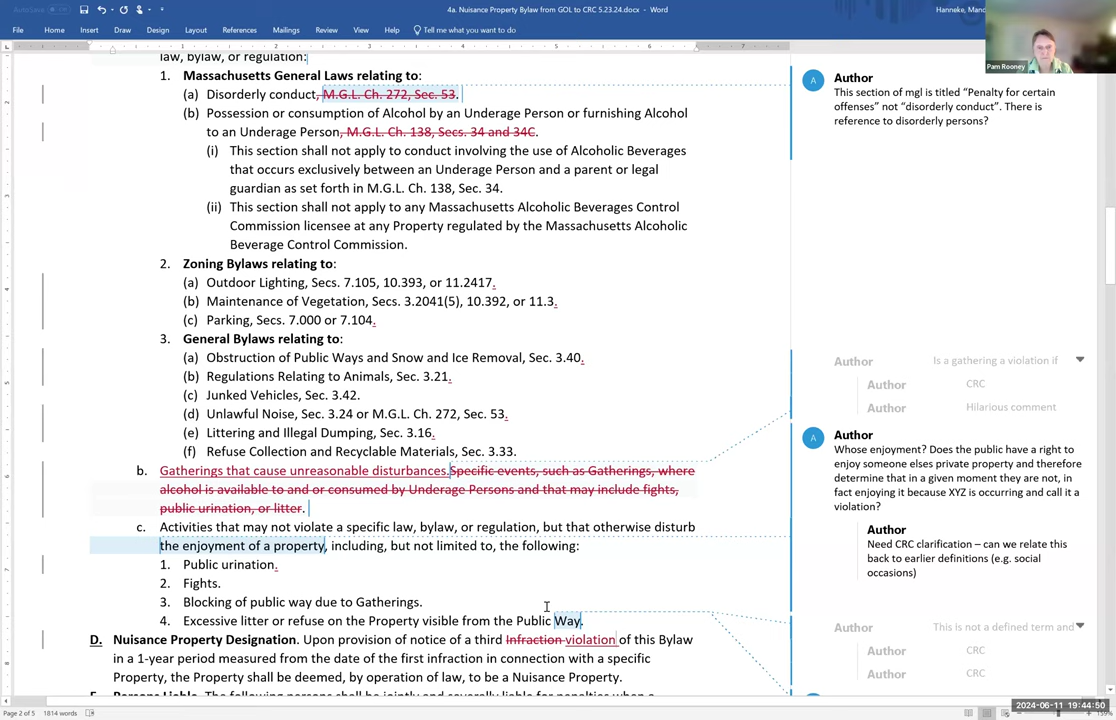 AutoSave
4a. Nuisance Property Bylaw from GOL to CRC 5.23.24.docx - Word
Hanneke, Manc
File Home Insert Draw Design Layout References Mailings Review View Help Tell me what you want to do
Pam Rooney
law, bylaw, or regulation:
1. Massachusetts General Laws relating to:
(a) Disorderly conduct, M.G.L. Ch. 272, Sec. 53.
(b) Possession or consumption of Alcohol by an Underage Person or furnishing Alcohol
to an Underage Person, M.G.L. Ch. 138, Secs. 34 and 34C.
(i) This section shall not apply to conduct involving the use of Alcoholic Beverages
that occurs exclusively between an Underage Person and a parent or legal
guardian as set forth in M.G.L. Ch. 138, Sec. 34.
(ii) This section shall not apply to any Massachusetts Alcoholic Beverages Control
Commission licensee at any Property regulated by the Massachusetts Alcoholic
Beverage Control Commission.
2. Zoning Bylaws relating to:
(a) Outdoor Lighting, Secs. 7.105, 10.393, or 11.2417.
(b) Maintenance of Vegetation, Secs. 3.2041(5), 10.392, or 11.3.
(c) Parking, Secs. 7.000 or 7.104.
3. General Bylaws relating to:
(a) Obstruction of Public Ways and Snow and Ice Removal, Sec. 3.40.
(b) Regulations Relating to Animals, Sec. 3.21.
(c) Junked Vehicles, Sec. 3.42.
(d) Unlawful Noise, Sec. 3.24 or M.G.L. Ch. 272, Sec. 53.
(e) Littering and Illegal Dumping, Sec. 3.16.
(f) Refuse Collection and Recyclable Materials, Sec. 3.33.
b. Gatherings that cause unreasonable disturbances.Specific events, such as Gatherings, where
alcohol is available to and or consumed by Underage Persons and that may include fights,
public urination, or litter.
c. Activities that may not violate a specific law, bylaw, or regulation, but that otherwise disturb
the enjoyment of a property, including, but not limited to, the following:
1. Public urination.
2. Fights.
3. Blocking of public way due to Gatherings.
4. Excessive litter or refuse on the Property visible from the Public Way.
D. Nuisance Property Designation. Upon provision of notice of a third Infraction violation of this Bylaw
in a 1-year period measured from the date of the first infraction in connection with a specific
Property, the Property shall be deemed, by operation of law, to be a Nuisance Property.
A Author
This section of mgl is titled “Penalty for certain
offenses” not “disorderly conduct”. There is
reference to disorderly persons?
Author Is a gathering a violation if
Author CRC
Author Hilarious comment
A Author
Whose enjoyment? Does the public have a right to
enjoy someone elses private property and therefore
determine that in a given moment they are not, in
fact enjoying it because XYZ is occurring and call it a
violation?
Author
Need CRC clarification – can we relate this
back to earlier definitions (e.g. social
occasions)
Author This is not a defined term and
Author CRC
Author CRC
2024-06-11 19:44:50
Page 2 of 5 1814 words